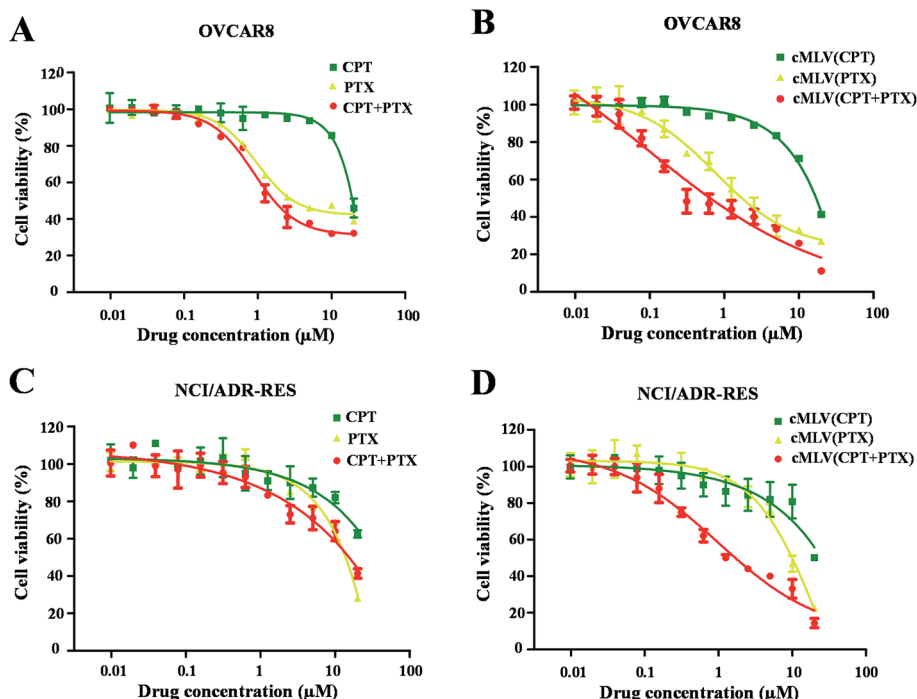 A
OVCAR8
CPT
PTX
CPT+PTX
Cell viability (%)
120
100
80
60
40
20
0
0.01 0.1 1 10 100
Drug concentration (µM)
B
OVCAR8
cMLV(CPT)
cMLV(PTX)
cMLV(CPT+PTX)
Cell viability (%)
120
100
80
60
40
20
0
0.01 0.1 1 10 100
Drug concentration (µM)
C
NCI/ADR-RES
CPT
PTX
CPT+PTX
Cell viability (%)
120
100
80
60
40
20
0
0.01 0.1 1 10 100
Drug concentration (µM)
D
NCI/ADR-RES
cMLV(CPT)
cMLV(PTX)
cMLV(CPT+PTX)
Cell viability (%)
120
100
80
60
40
20
0
0.01 0.1 1 10 100
Drug concentration (µM)